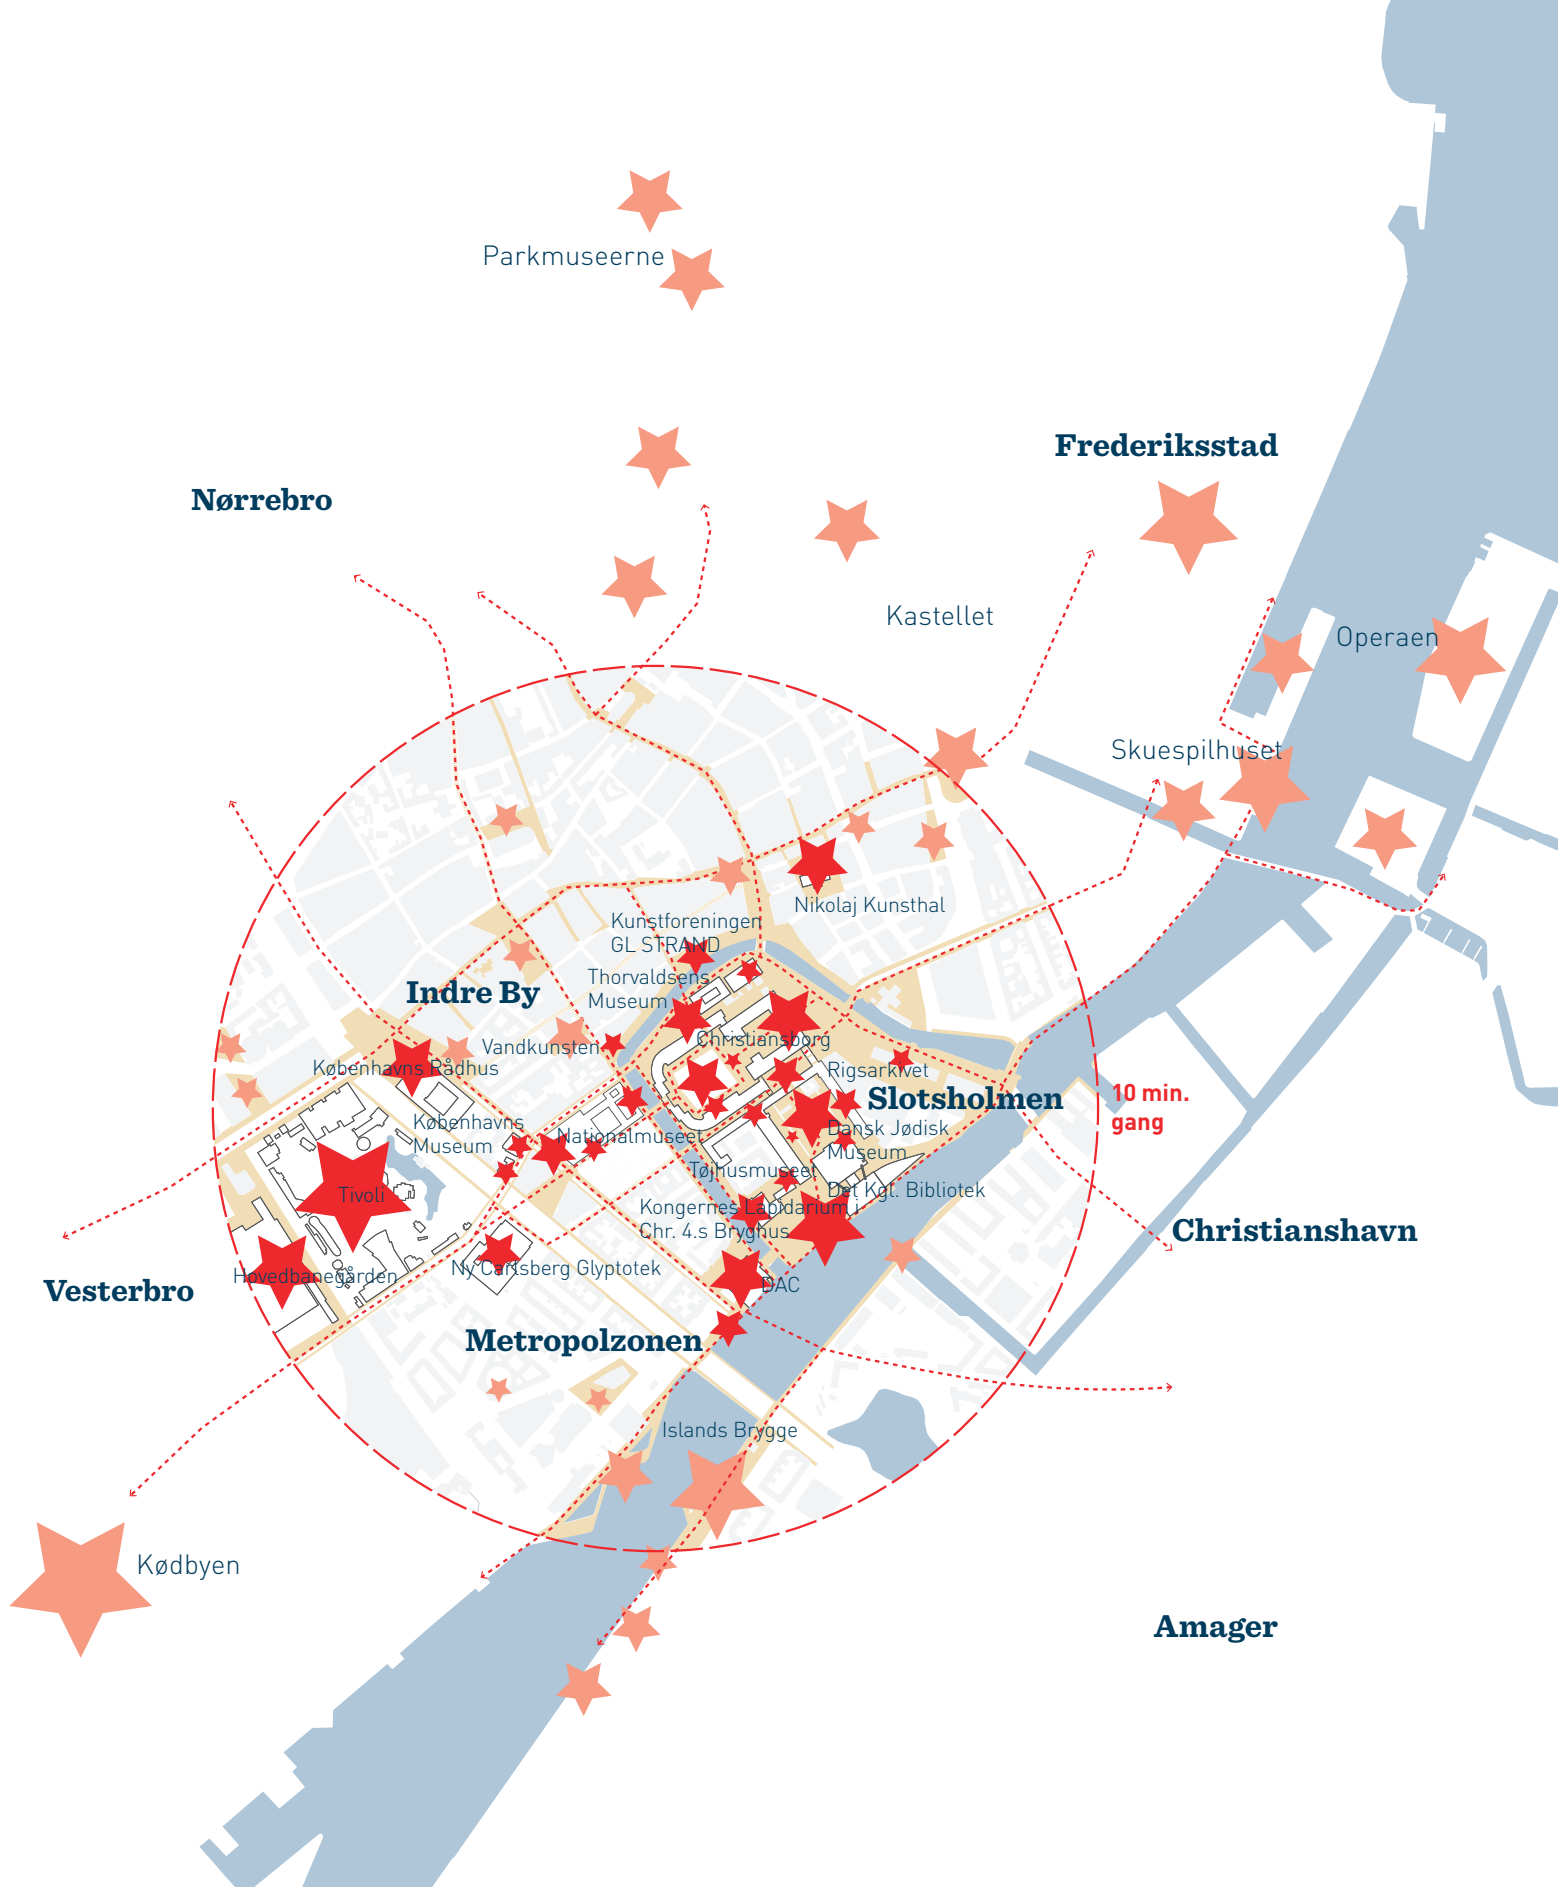 Parkmuseerne
Frederiksstad
Nørrebro
Kastellet
Operaen
Skuespilhuset
Nikolaj Kunsthal
Kunstforeningen
GL STRAND
Thorvaldsens
Museum
Indre By
Christiansborg
Vandkunsten
Københavns Rådhus
Rigsarkivet
Slotsholmen
10 min.
gang
Københavns
Museum
Nationalmuseet
Dansk Jødisk
Museum
Tøjhusmuseet
Tivoli
Det Kgl. Bibliotek
Kongernes Lapidarium i
Chr. 4.s Bryghus
Christianshavn
Hovedbanegården
Ny Carlsberg Glyptotek
DAC
Vesterbro
Metropolzonen
Islands Brygge
Kødbyen
Amager